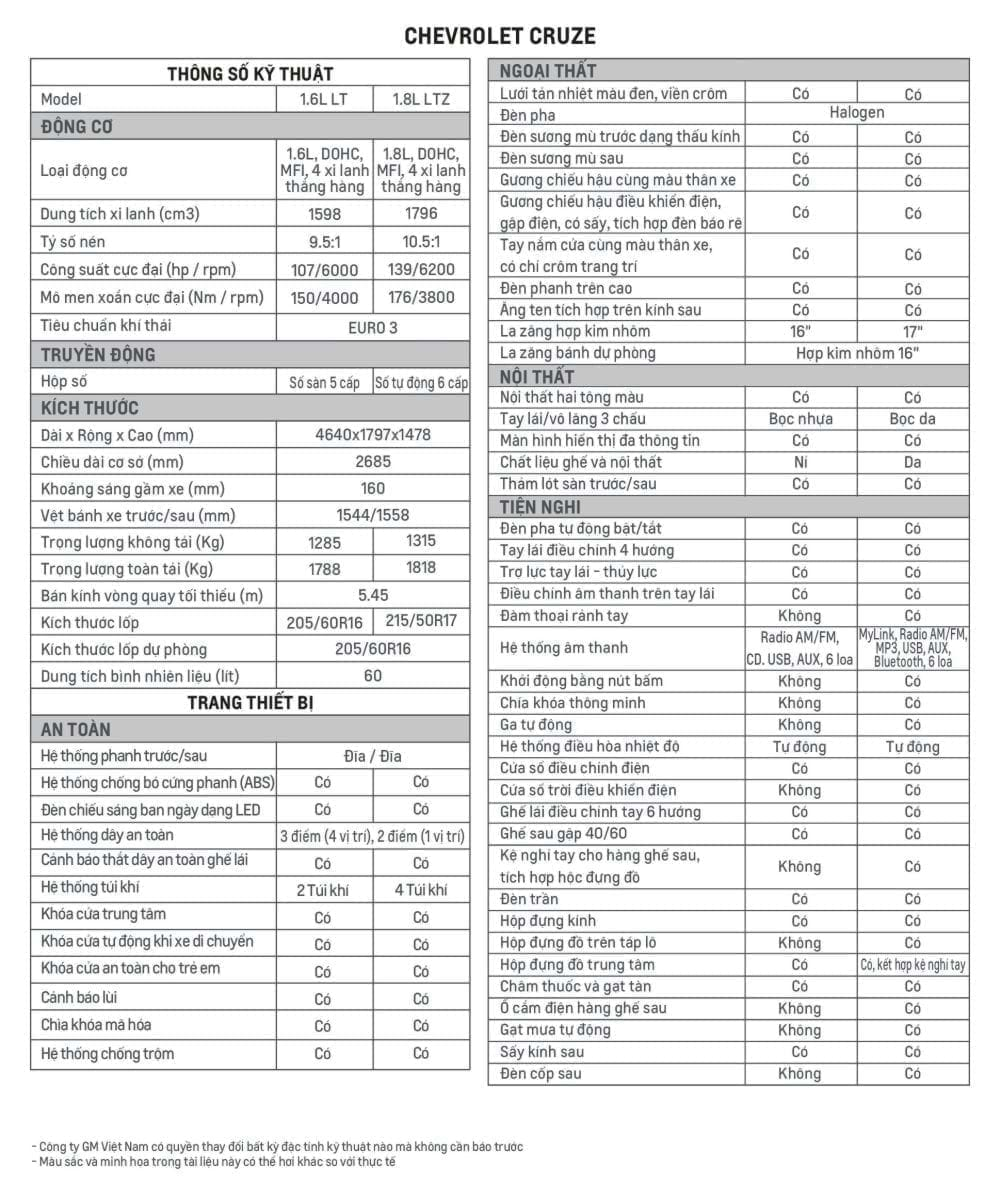 CHEVROLET CRUZE
THÔNG SỐ KỸ THUẬT
Model 1.6L LT 1.8L LTZ
ĐỘNG CƠ
Loại động cơ 1.6L, DOHC, MFI, 4 xi lanh thẳng hàng 1.8L, DOHC, MFI, 4 xi lanh thẳng hàng
Dung tích xi lanh (cm3) 1598 1796
Tỷ số nén 9.5:1 10.5:1
Công suất cực đại (hp / rpm) 107/6000 139/6200
Mô men xoắn cực đại (Nm / rpm) 150/4000 176/3800
Tiêu chuẩn khí thải EURO 3
TRUYỀN ĐỘNG
Hộp số Số sàn 5 cấp Số tự động 6 cấp
KÍCH THƯỚC
Dài x Rộng x Cao (mm) 4640x1797x1478
Chiều dài cơ sở (mm) 2685
Khoảng sáng gầm xe (mm) 160
Vệt bánh xe trước/sau (mm) 1544/1558
Trọng lượng không tải (Kg) 1285 1315
Trọng lượng toàn tải (Kg) 1788 1818
Bán kính vòng quay tối thiểu (m) 5.45
Kích thước lốp 205/60R16 215/50R17
Kích thước lốp dự phòng 205/60R16
Dung tích bình nhiên liệu (lít) 60
TRANG THIẾT BỊ
AN TOÀN
Hệ thống phanh trước/sau Đĩa / Đĩa
Hệ thống chống bó cứng phanh (ABS) Có Có
Đèn chiếu sáng ban ngày dạng LED Có Có
Hệ thống dây an toàn 3 điểm (4 vị trí), 2 điểm (1 vị trí)
Cảnh báo thắt dây an toàn ghế lái Có Có
Hệ thống túi khí 2 Túi khí 4 Túi khí
Khóa cửa trung tâm Có Có
Khóa cửa tự động khi xe di chuyển Có Có
Khóa cửa an toàn cho trẻ em Có Có
Cảnh báo lùi Có Có
Chìa khóa mã hóa Có Có
Hệ thống chống trộm Có Có
NGOẠI THẤT
Lưới tản nhiệt màu đen, viền crôm Có Có
Đèn pha Halogen
Đèn sương mù trước dạng thấu kính Có Có
Đèn sương mù sau Có Có
Gương chiếu hậu cùng màu thân xe Có Có
Gương chiếu hậu điều khiển điện,
gập điện, có sấy, tích hợp đèn báo rẽ Có Có
Tay nắm cửa cùng màu thân xe,
có chỉ crôm trang trí Có Có
Đèn phanh trên cao Có Có
Ăng ten tích hợp trên kính sau Có Có
La zăng hợp kim nhôm 16" 17"
La zăng bánh dự phòng Hợp kim nhôm 16"
NỘI THẤT
Nội thất hai tông màu Có Có
Tay lái/vô lăng 3 chấu Bọc nhựa Bọc da
Màn hình hiển thị đa thông tin Có Có
Chất liệu ghế và nội thất Nỉ Da
Thảm lót sàn trước/sau Có Có
TIỆN NGHI
Đèn pha tự động bật/tắt Có Có
Tay lái điều chỉnh 4 hướng Có Có
Trợ lực tay lái - thủy lực Có Có
Điều chỉnh âm thanh trên tay lái Có Có
Đàm thoại rảnh tay Không Có
Hệ thống âm thanh Radio AM/FM, CD. USB, AUX, 6 loa MyLink, Radio AM/FM, MP3, USB, AUX, Bluetooth, 6 loa
Khởi động bằng nút bấm Không Có
Chía khóa thông minh Không Có
Ga tự động Không Có
Hệ thống điều hòa nhiệt độ Tự động Tự động
Cửa sổ điều chỉnh điện Có Có
Cửa sổ trời điều khiển điện Không Có
Ghế lái điều chỉnh tay 6 hướng Có Có
Ghế sau gập 40/60 Có Có
Kệ nghỉ tay cho hàng ghế sau,
tích hợp hộc đựng đồ Không Có
Đèn trần Có Có
Hộp đựng kính Có Có
Hộp đựng đồ trên táp lô Không Có
Hộp đựng đồ trung tâm Có Có, kết hợp kệ nghỉ tay
Châm thuốc và gạt tàn Có Có
Ổ cắm điện hàng ghế sau Không Có
Gạt mưa tự động Không Có
Sấy kính sau Có Có
Đèn cốp sau Không Có
- Công ty GM Việt Nam có quyền thay đổi bất kỳ đặc tính kỹ thuật nào mà không cần báo trước
- Màu sắc và minh họa trong tài liệu này có thể hơi khác so với thực tế